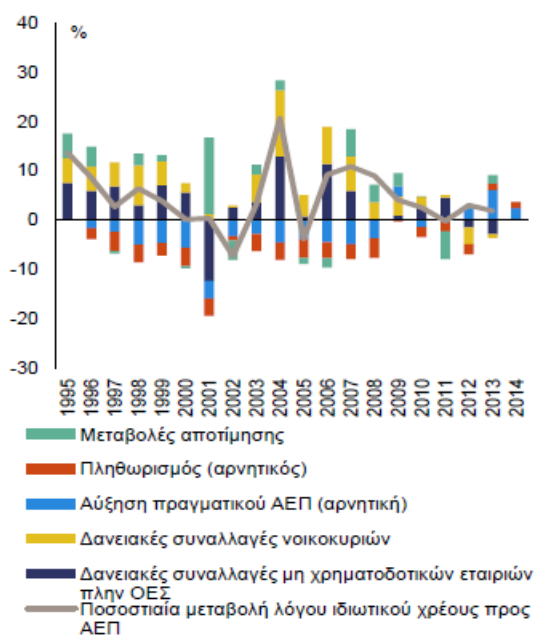 40
%
30
20
10
0
-10
-20
-30
1995 1996 1997 1998 1999 2000 2001 2002 2003 2004 2005 2006 2007 2008 2009 2010 2011 2012 2013 2014
Μεταβολές αποτίμησης
Πληθωρισμός (αρνητικός)
Αύξηση πραγματικού ΑΕΠ (αρνητική)
Δανειακές συναλλαγές νοικοκυριών
Δανειακές συναλλαγές μη χρηματοδοτικών εταιριών
πλην ΟΕΣ
Ποσοστιαία μεταβολή λόγου ιδιωτικού χρέους προς
ΑΕΠ